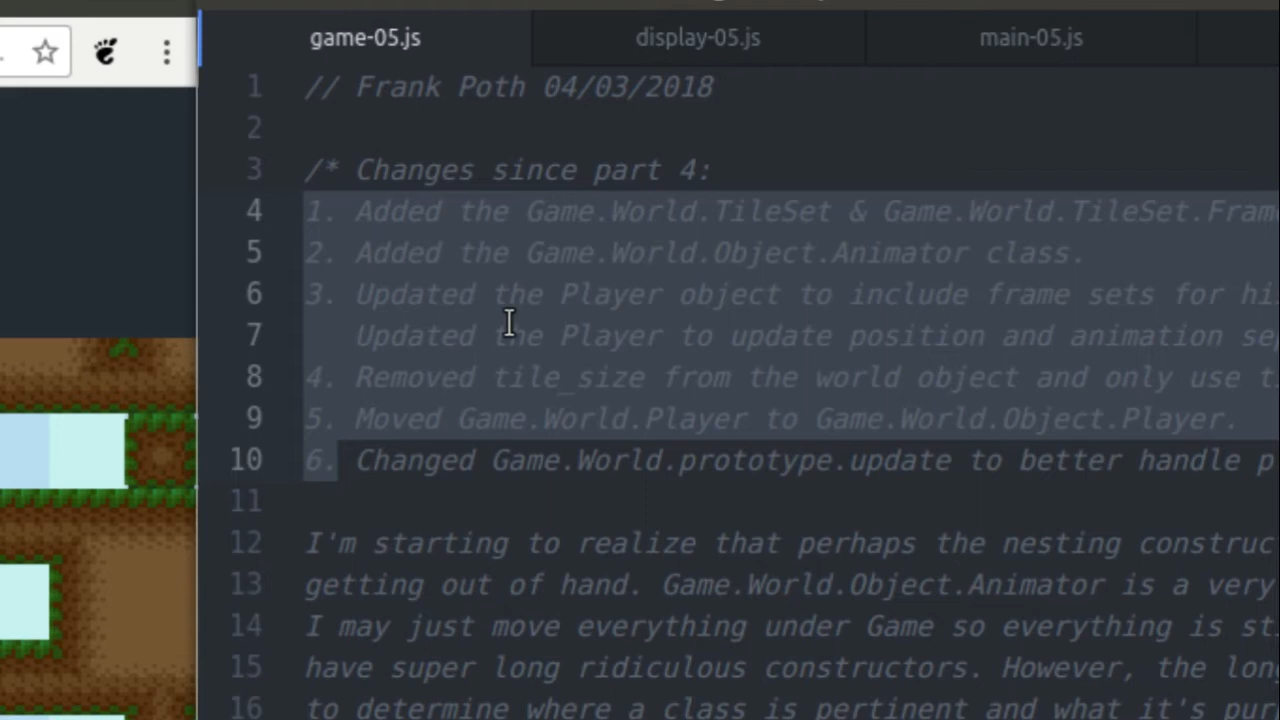 game-05.js
display-05.js
main-05.js
1 // Frank Poth 04/03/2018
2
3 /* Changes since part 4:
4 1. Added the Game.World.TileSet & Game.World.TileSet.Fram
5 2. Added the Game.World.Object.Animator class.
6 3. Updated the Player object to include frame sets for hi
7 Updated the Player to update position and animation se
8 4. Removed tile_size from the world object and only use t
9 5. Moved Game.World.Player to Game.World.Object.Player.
10 6. Changed Game.World.prototype.update to better handle p
11
12 I'm starting to realize that perhaps the nesting construc
13 getting out of hand. Game.World.Object.Animator is a very
14 I may just move everything under Game so everything is st
15 have super long ridiculous constructors. However, the lon
16 to determine where a class is pertinent and what it's pur